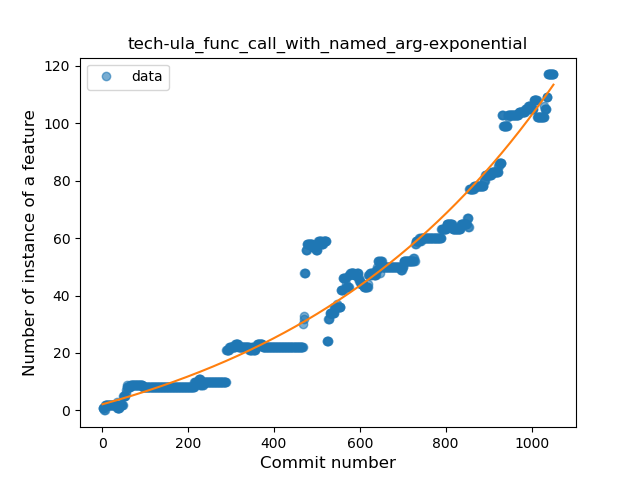 tech-ula_func_call_with_named_arg-exponential
data
Number of instance of a feature
120
100
80
60
40
20
0
0 200 400 600 800 1000
Commit number